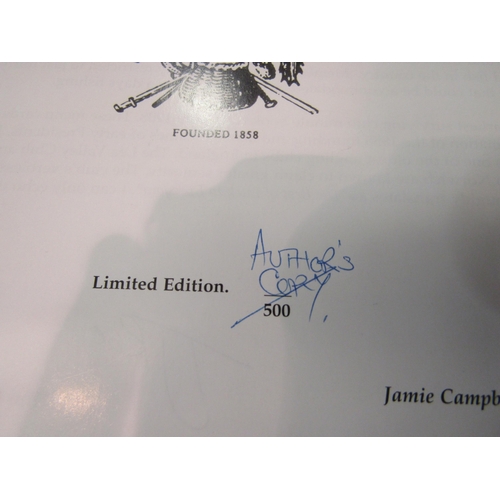 FOUNDED 1858
AUTHOR'S
Limited Edition. COPY.
500
Jamie Campb